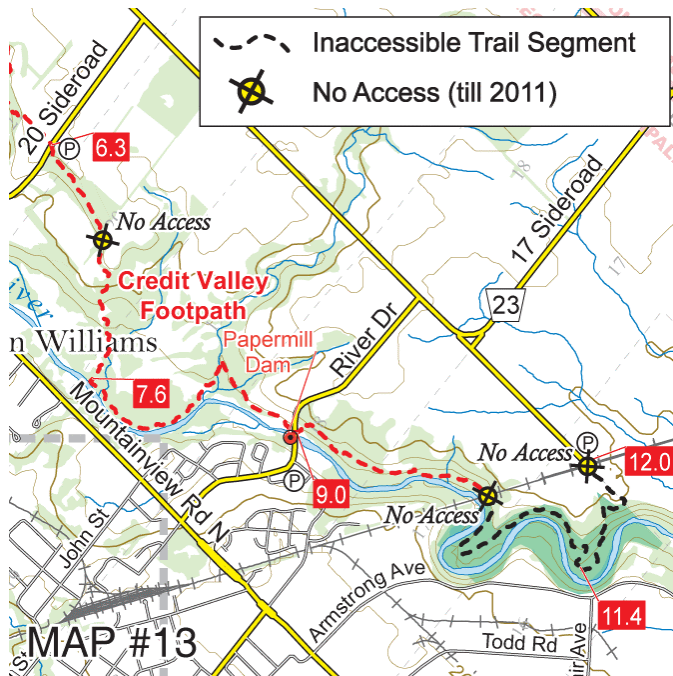 Inaccessible Trail Segment
No Access (till 2011)
20 Sideroad
P
6.3
No Access
18
17 Sideroad
17
Credit Valley
Footpath
23
River Dr
n Williams
Papermill
Dam
7.6
Mountainview Rd N
No Access
P
12.0
9.0
P
No Access
John St
Armstrong Ave
11.4
Todd Rd
MAP #13